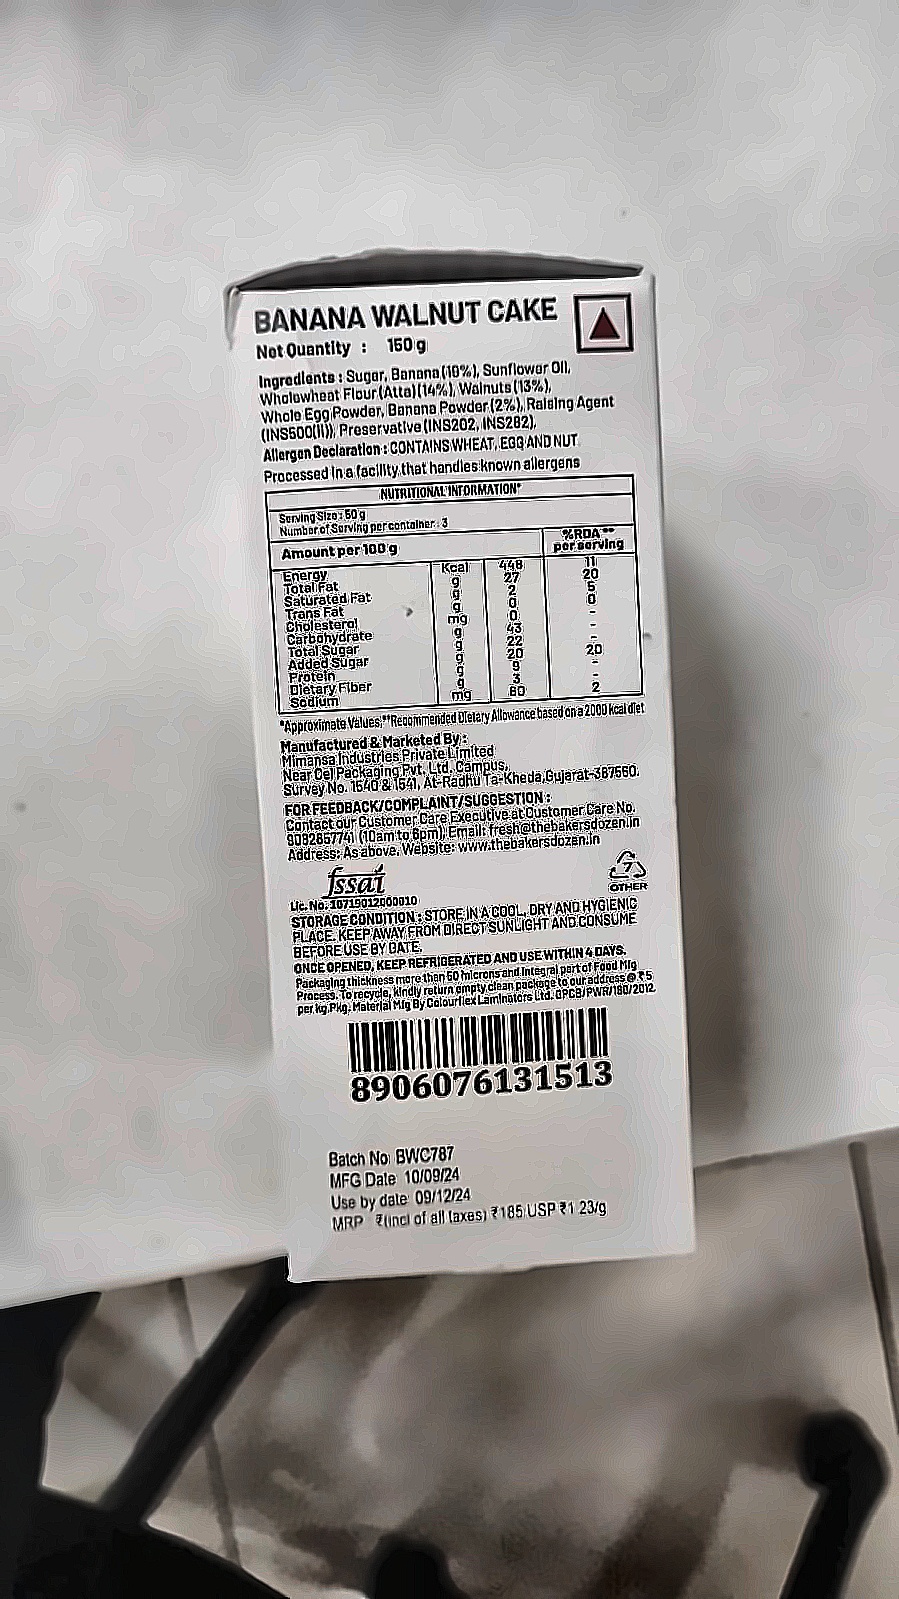 BANANA WALNUT CAKE
Net Quantity : 150 g
Ingredients : Sugar, Banana (18%), Sunflower Oil,
Wholewheat Flour (Atta) (14%), Walnuts (13%),
Whole Egg Powder, Banana Powder (2%), Raising Agent
(INS500(II)), Preservative (INS202, INS282),
Allergen Declaration : CONTAINS WHEAT, EGG AND NUT
Processed in a facility that handles known allergens
NUTRITIONAL INFORMATION*
Serving Size : 50 g
Number of Serving per container : 3
Amount per 100 g %RDA** per serving
Energy Kcal 448 11
Total Fat g 27 20
Saturated Fat g 2 5
Trans Fat g 0 0
Cholesterol mg 0 -
Carbohydrate g 43 -
Total Sugar g 22 -
Added Sugar g 20 20
Protein g 9 -
Dietary Fiber g 3 -
Sodium mg 80 2
*Approximate Values; **Recommended Dietary Allowance based on a 2000 kcal diet
Manufactured & Marketed By :
Mimansa Industries Private Limited
Near Oel Packaging Pvt. Ltd. Campus,
Survey No. 1540 & 1541, At-Radhu Ta-Kheda, Gujarat-387560.
FOR FEEDBACK/COMPLAINT/SUGGESTION :
Contact our Customer Care Executive at Customer Care No.
(10am to 6pm) Email: fresh@thebakersdozen.in
Address: As above, Website: www.thebakersdozen.in
fssai
Lic. No. 10719012000010
7
OTHER
STORAGE CONDITION : STORE IN A COOL, DRY AND HYGIENIC
PLACE. KEEP AWAY FROM DIRECT SUNLIGHT AND CONSUME
BEFORE USE BY DATE.
ONCE OPENED, KEEP REFRIGERATED AND USE WITHIN 4 DAYS.
Packaging thickness more than 50 microns and integral part of Food Mfg
Process. To recycle, kindly return empty clean package to our address @ ₹5
per kg. Pkg. Material Mfg By Colourflex Laminators Ltd. GPCB/PWR/180/2012
8906076131513
Batch No BWC787
MFG Date 10/09/24
Use by date 09/12/24
MRP ₹(incl of all taxes) ₹185 USP ₹1 23/g